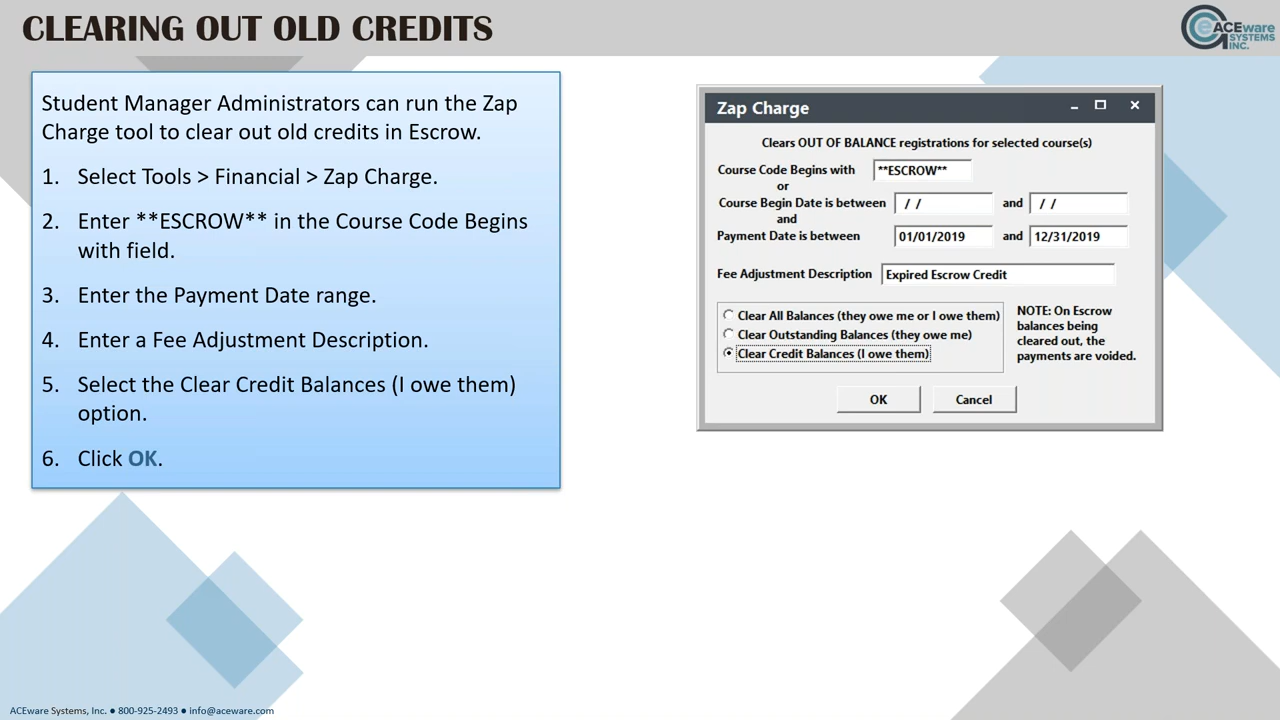 CLEARING OUT OLD CREDITS
ACEware
SYSTEMS
INC.
Student Manager Administrators can run the Zap
Charge tool to clear out old credits in Escrow.
1. Select Tools > Financial > Zap Charge.
2. Enter **ESCROW** in the Course Code Begins
with field.
3. Enter the Payment Date range.
4. Enter a Fee Adjustment Description.
5. Select the Clear Credit Balances (I owe them)
option.
6. Click OK.
Zap Charge
Clears OUT OF BALANCE registrations for selected course(s)
Course Code Begins with **ESCROW**
or
Course Begin Date is between / / and / /
and
Payment Date is between 01/01/2019 and 12/31/2019
Fee Adjustment Description Expired Escrow Credit
Clear All Balances (they owe me or I owe them)
Clear Outstanding Balances (they owe me)
Clear Credit Balances (I owe them)
NOTE: On Escrow
balances being
cleared out, the
payments are voided.
OK Cancel
ACEware Systems, Inc. ● 800-925-2493 ● info@aceware.com